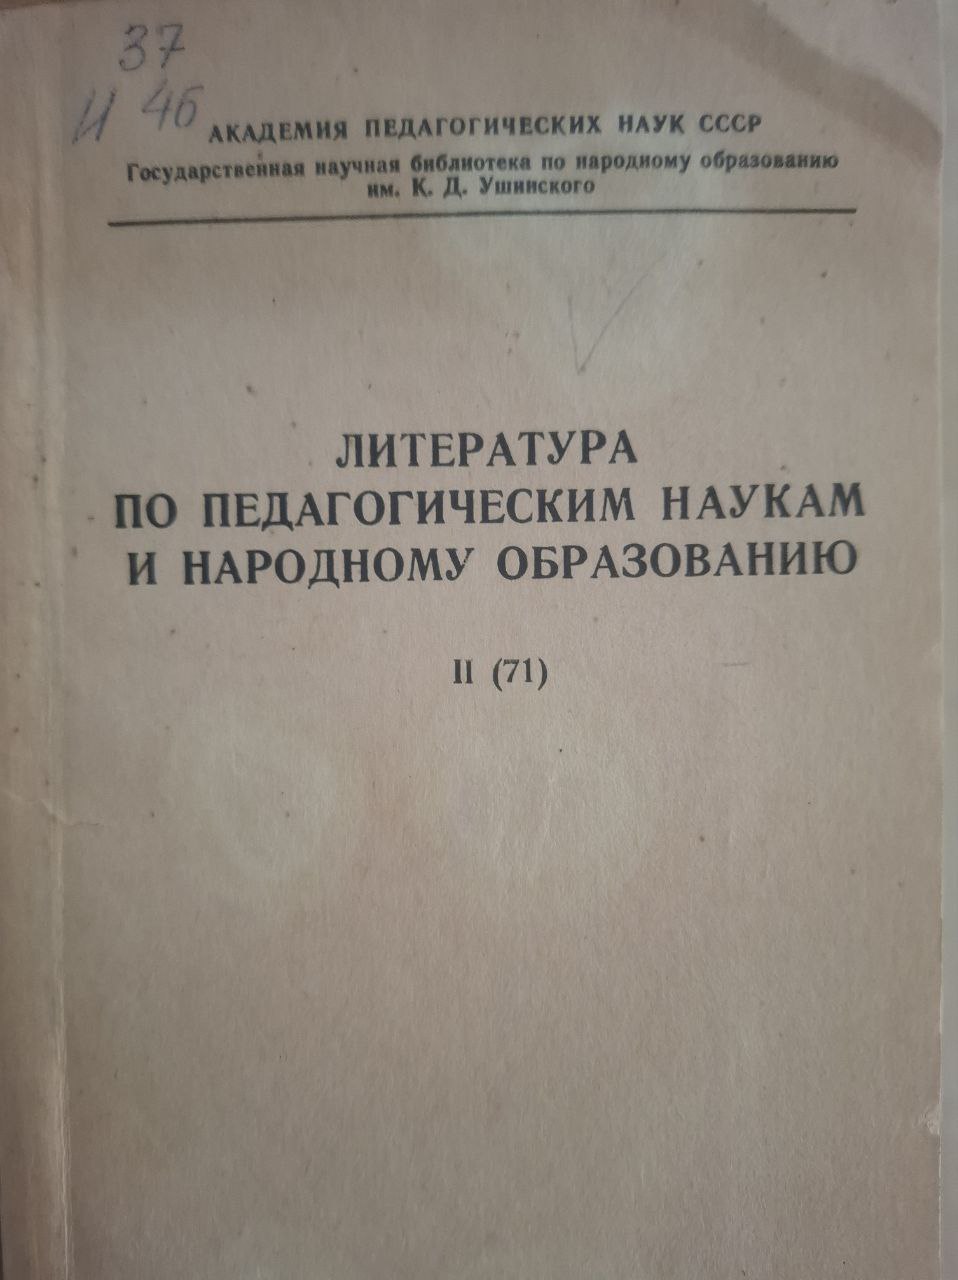 37
И 46
АКАДЕМИЯ ПЕДАГОГИЧЕСКИХ НАУК СССР
Государственная научная библиотека по народному образованию
им. К. Д. Ушинского
ЛИТЕРАТУРА
ПО ПЕДАГОГИЧЕСКИМ НАУКАМ
И НАРОДНОМУ ОБРАЗОВАНИЮ
II (71)